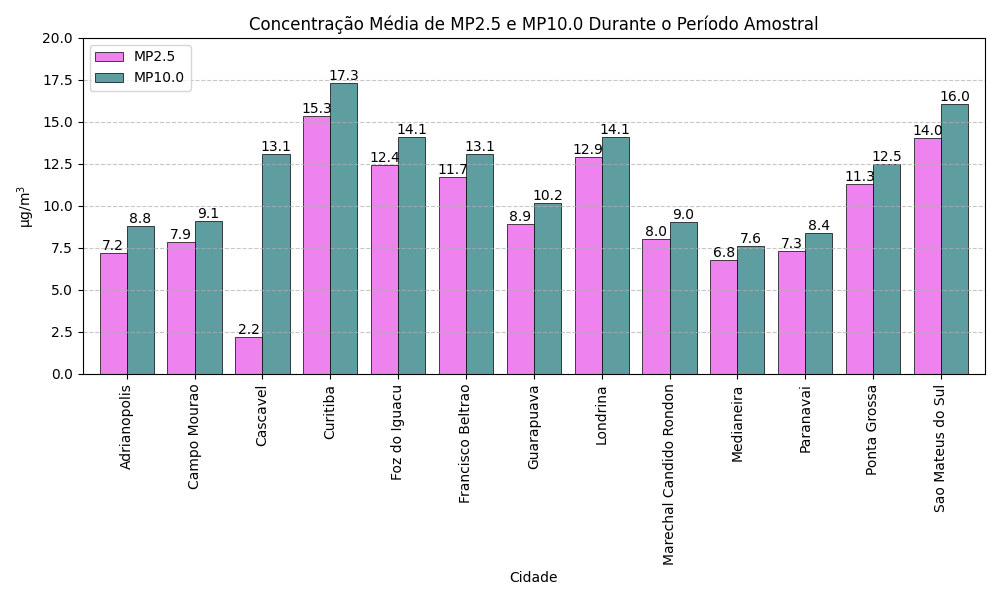 Concentração Média de MP2.5 e MP10.0 Durante o Período Amostral
MP2.5
MP10.0
µg/m³
20.0
17.5
15.0
12.5
10.0
7.5
5.0
2.5
0.0
7.2 8.8
7.9 9.1
2.2 13.1
15.3 17.3
12.4 14.1
11.7 13.1
8.9 10.2
12.9 14.1
8.0 9.0
6.8 7.6
7.3 8.4
11.3 12.5
14.0 16.0
Adrianopolis
Campo Mourao
Cascavel
Curitiba
Foz do Iguacu
Francisco Beltrao
Guarapuava
Londrina
Marechal Candido Rondon
Medianeira
Paranavai
Ponta Grossa
Sao Mateus do Sul
Cidade